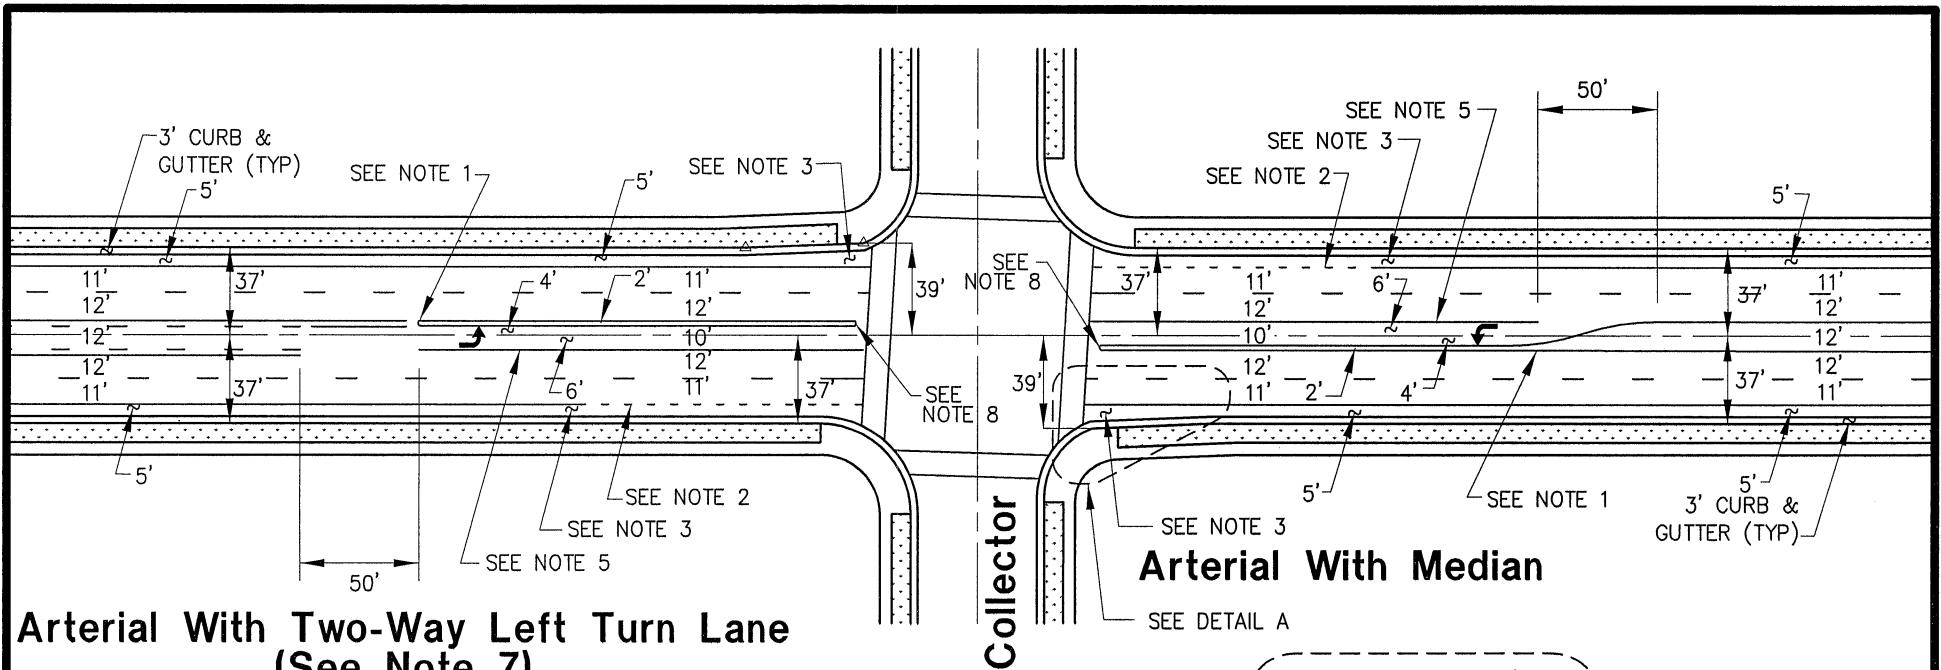 3' CURB &
GUTTER (TYP)
5'
SEE NOTE 1
5'
SEE NOTE 3
50'
SEE NOTE 5
SEE NOTE 3
SEE NOTE 2
5'
11'
12'
12'
12'
11'
37'
37'
4'
2'
11'
12'
10'
12'
11'
6'
37'
39'
SEE
NOTE 8
SEE
NOTE 8
37'
39'
11'
12'
10'
12'
11'
6'
2'
4'
37'
37'
11'
12'
12'
12'
11'
5'
SEE NOTE 2
SEE NOTE 3
SEE NOTE 5
50'
5'
SEE NOTE 1
5'
3' CURB &
GUTTER (TYP)
SEE NOTE 3
Arterial With Median
SEE DETAIL A
Collector
Arterial With Two-Way Left Turn Lane
(See Note 7)